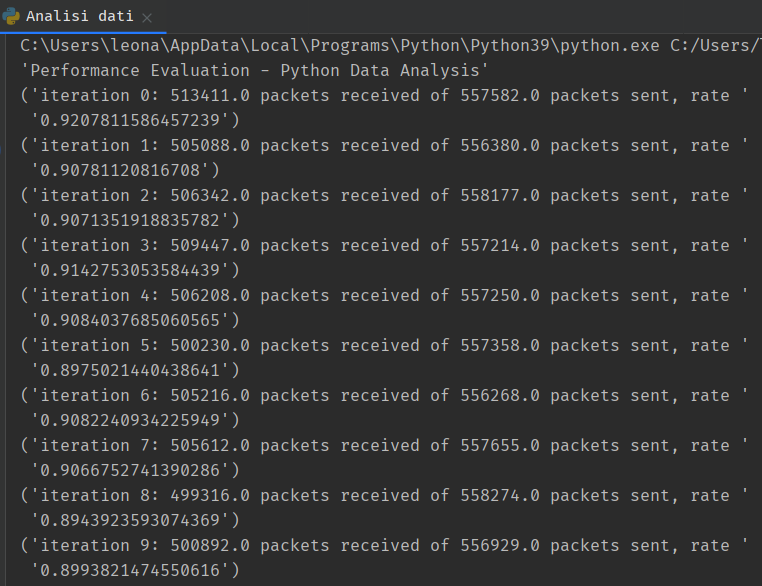 Analisi dati
C:\Users\leona\AppData\Local\Programs\Python\Python39\python.exe C:/Users/
'Performance Evaluation - Python Data Analysis'
('iteration 0: 513411.0 packets received of 557582.0 packets sent, rate '
'0.9207811586457239')
('iteration 1: 505088.0 packets received of 556380.0 packets sent, rate '
'0.90781120816708')
('iteration 2: 506342.0 packets received of 558177.0 packets sent, rate '
'0.9071351918835782')
('iteration 3: 509447.0 packets received of 557214.0 packets sent, rate '
'0.9142753053584439')
('iteration 4: 506208.0 packets received of 557250.0 packets sent, rate '
'0.9084037685060565')
('iteration 5: 500230.0 packets received of 557358.0 packets sent, rate '
'0.8975021440438641')
('iteration 6: 505216.0 packets received of 556268.0 packets sent, rate '
'0.9082240934225949')
('iteration 7: 505612.0 packets received of 557655.0 packets sent, rate '
'0.9066752741390286')
('iteration 8: 499316.0 packets received of 558274.0 packets sent, rate '
'0.8943923593074369')
('iteration 9: 500892.0 packets received of 556929.0 packets sent, rate '
'0.8993821474550616')